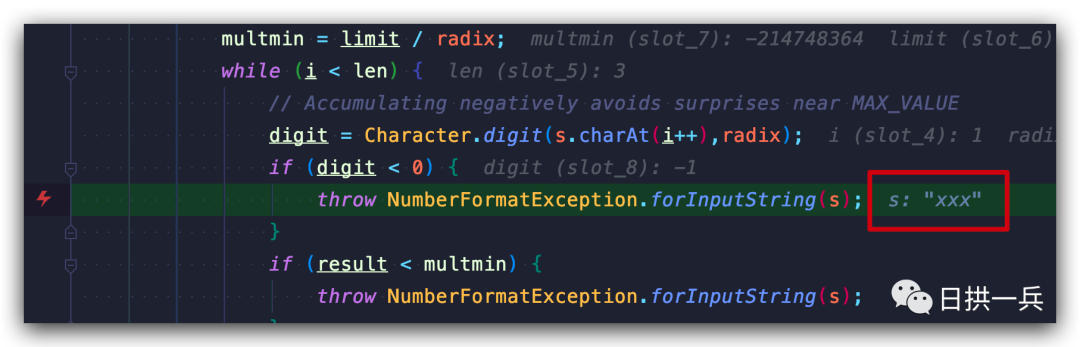 multmin = limit / radix; multmin (slot_7): -214748364 limit (slot_6)
while (i < len) { len (slot_5): 3
// Accumulating negatively avoids surprises near MAX_VALUE
digit = Character.digit(s.charAt(i++),radix); i (slot_4): 1 radi
if (digit < 0) { digit (slot_8): -1
throw NumberFormatException.forInputString(s); s: "xxx"
}
if (result < multmin) {
throw NumberFormatException.forInputString(s);
}
日拱一兵